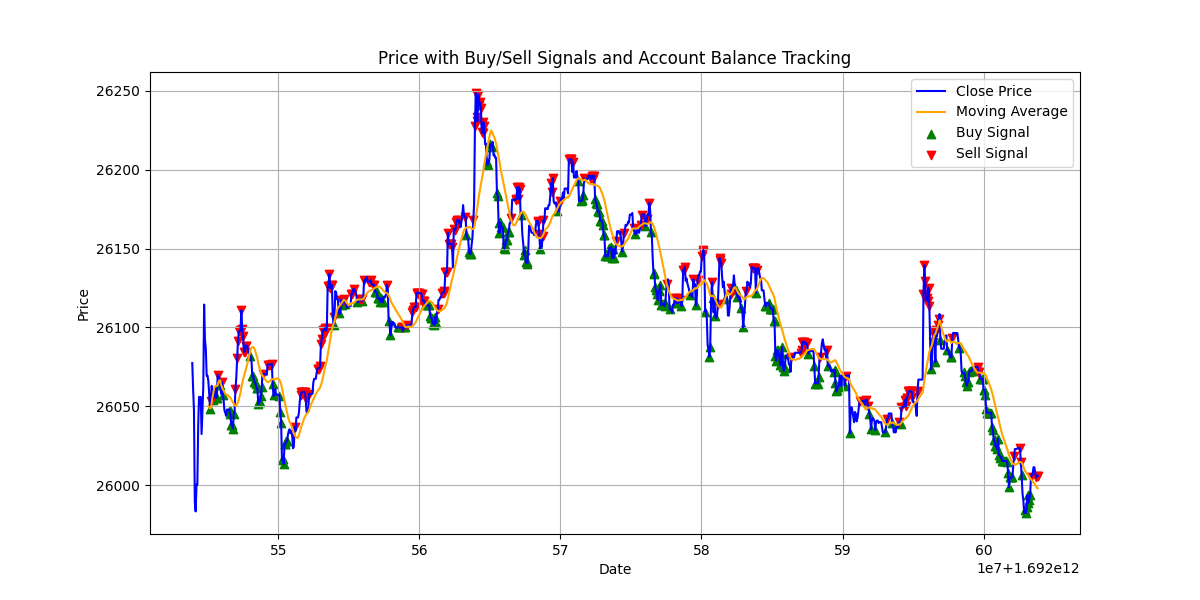 Price with Buy/Sell Signals and Account Balance Tracking
26250
26200
26150
26100
26050
26000
Price
Close Price
Moving Average
Buy Signal
Sell Signal
55 56 57 58 59 60
1e7+1.692e12
Date